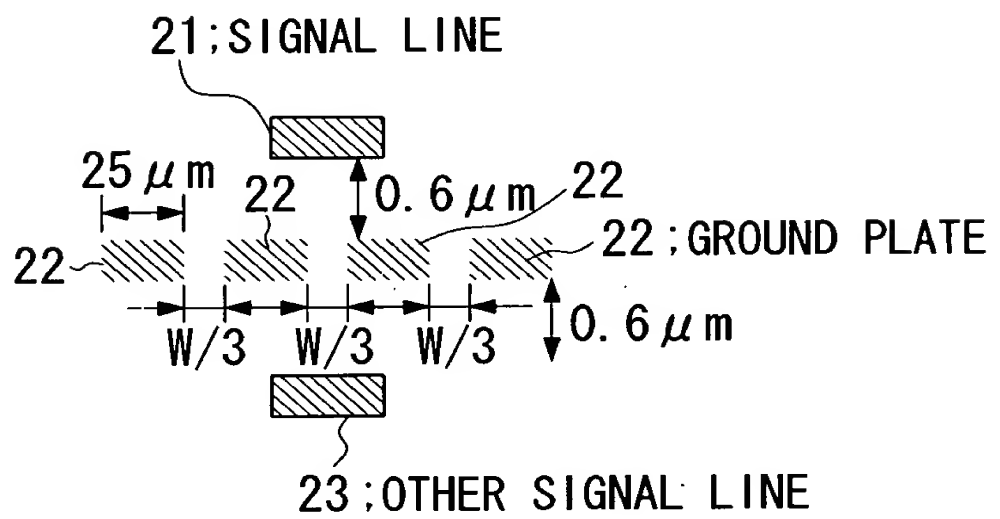 21;SIGNAL LINE
25μm
22
0.6μm
22
22
22;GROUND PLATE
W/3
W/3
W/3
0.6μm
23;OTHER SIGNAL LINE